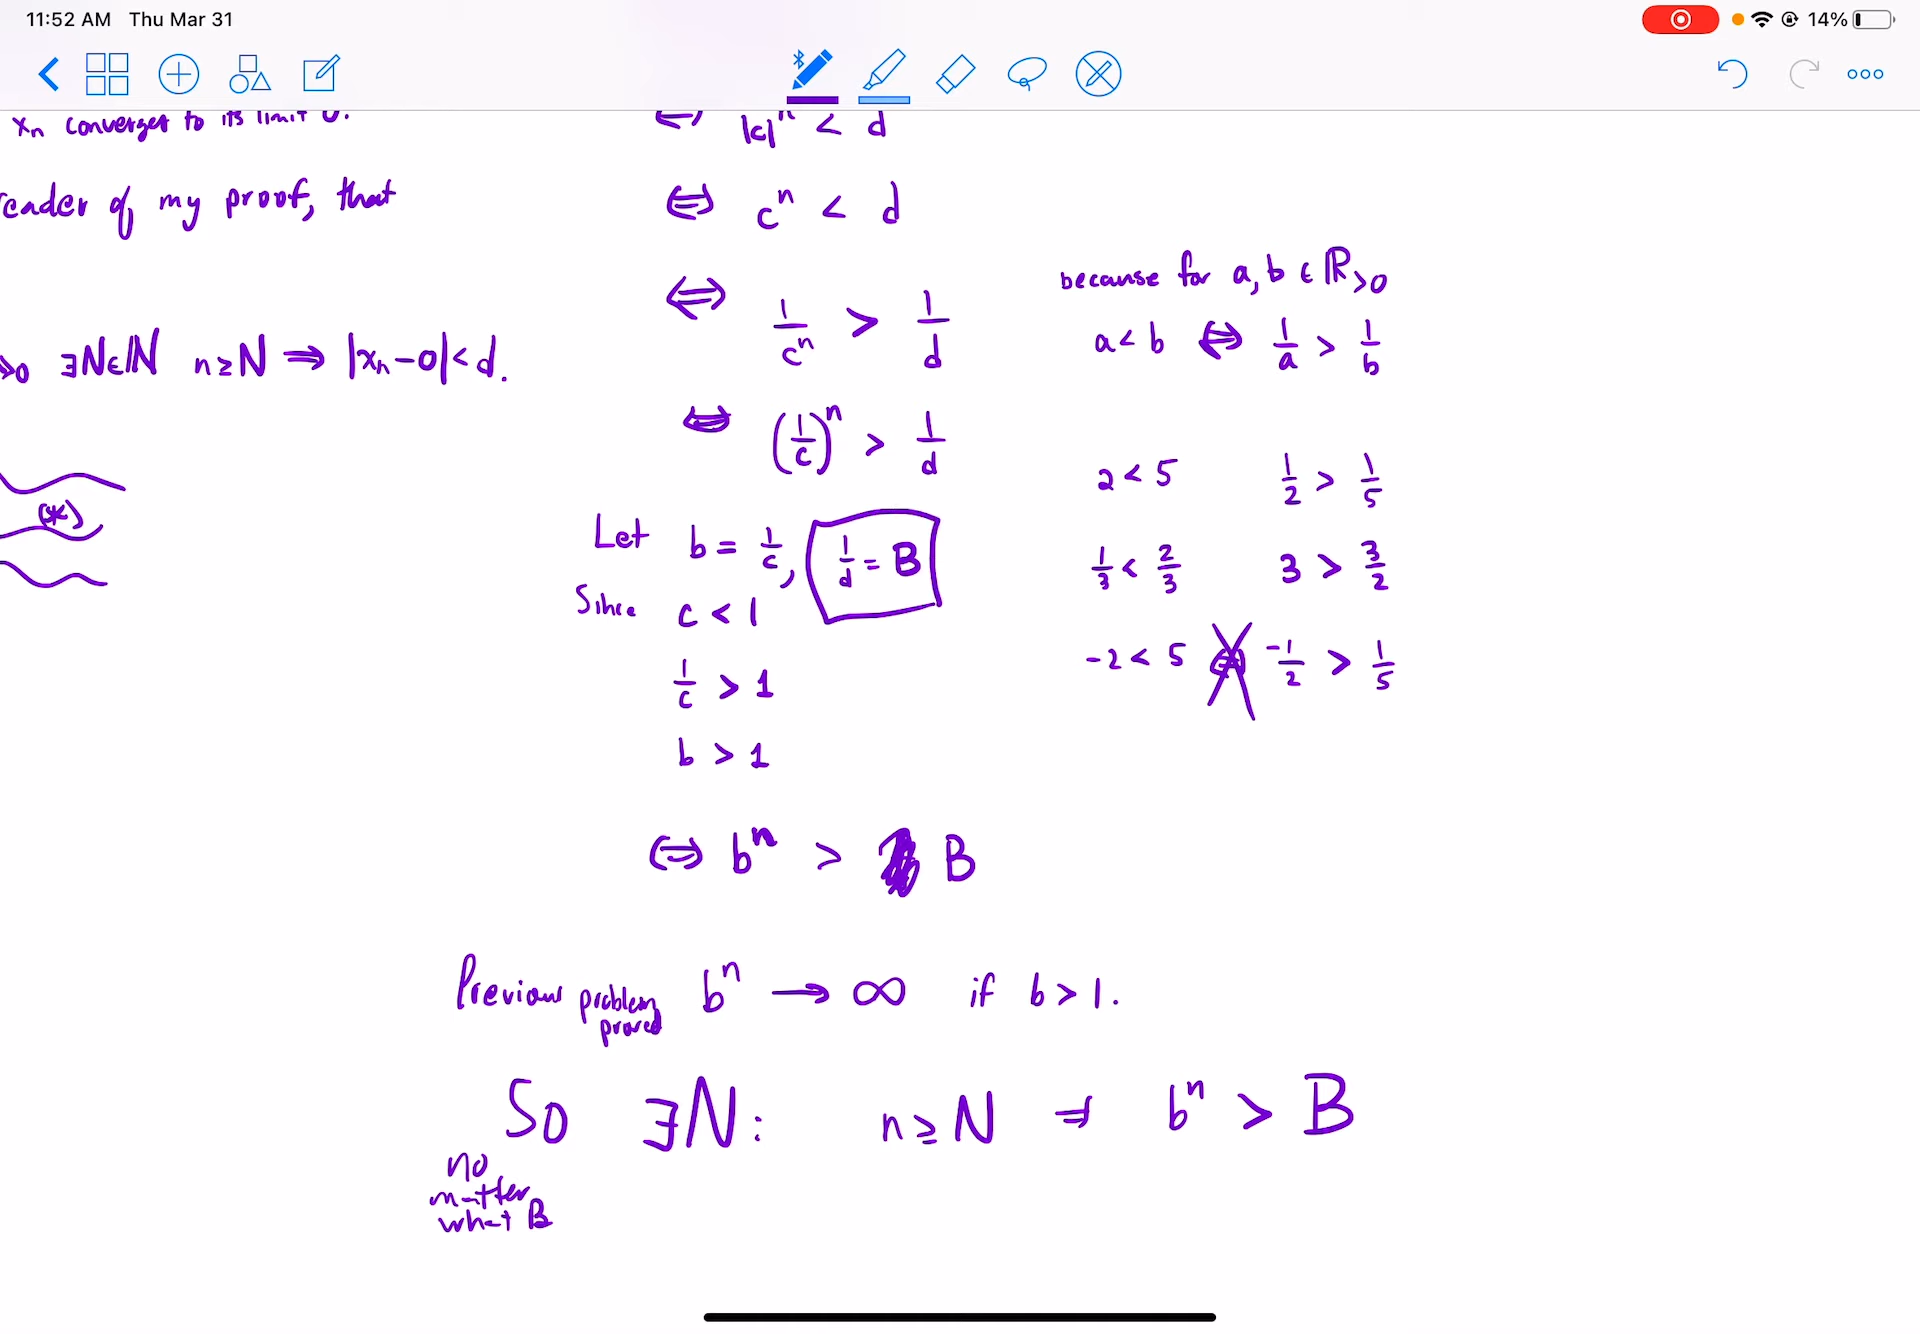 11:52 AM Thu Mar 31
14%
xn converges to its limit 0.
reader of my proof, that
>0 ∃N∈ℕ n≥N ⇒ |xn-0|<d.
(*)
⇔ |c|ⁿ < d
⇔ cⁿ < d
⇔ 1/cⁿ > 1/d
⇔ (1/c)ⁿ > 1/d
Let b = 1/c, 1/d = B
Since c < 1
1/c > 1
b > 1
⇔ bⁿ > B
because for a, b ∈ ℝ>0
a < b ⇔ 1/a > 1/b
2 < 5 1/2 > 1/5
1/3 < 2/3 3 > 3/2
-2 < 5 ⇔ -1/2 > 1/5
Previous problem proved bⁿ → ∞ if b > 1.
So ∃N: n ≥ N ⇒ bⁿ > B
no
matter
what B